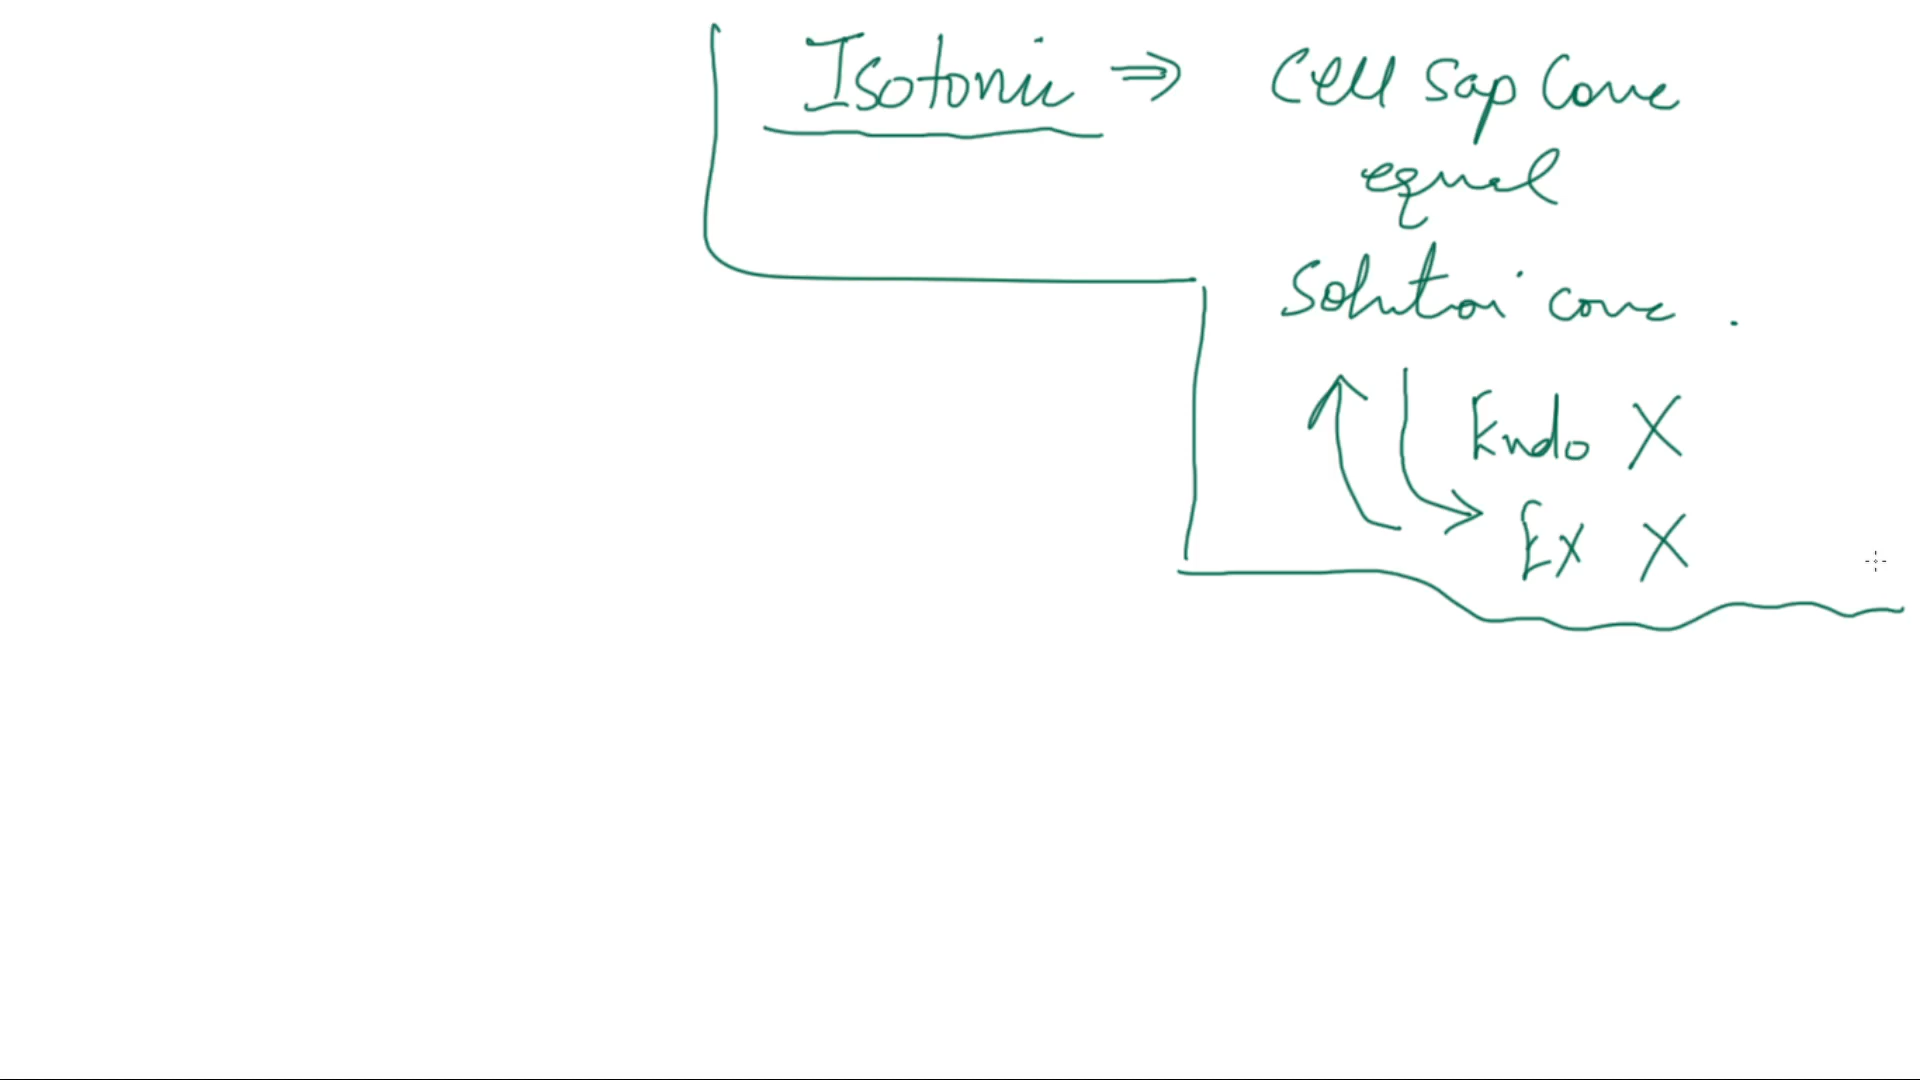 Isotonic ⇒ Cell Sap Conc
equal
Solution conc.
Endo X
Ex X